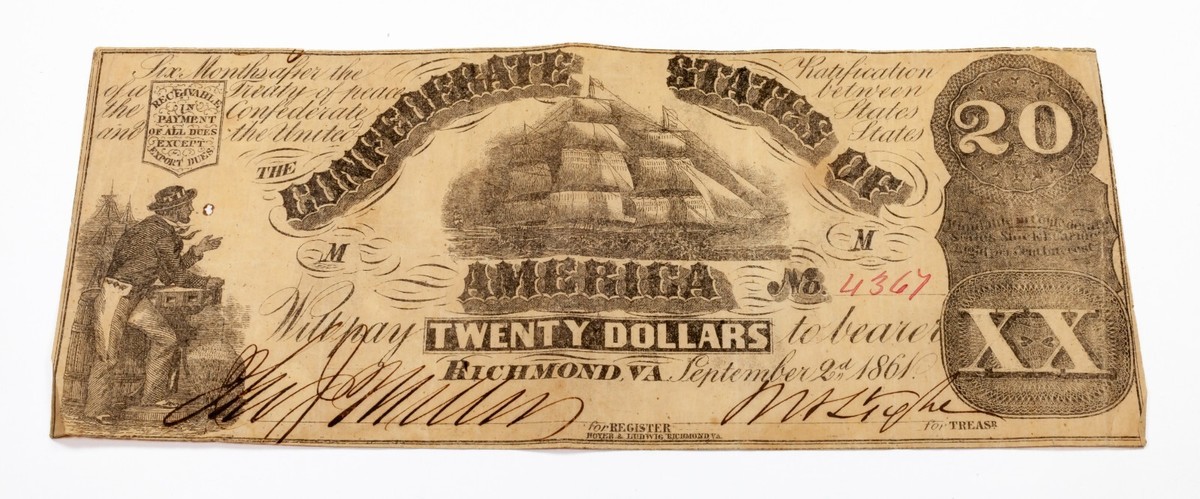 Six Months after the Ratification
of a Treaty of peace between
the Confederate States
and the United States
RECEIVABLE
IN
PAYMENT
OF ALL DUES
EXCEPT
EXPORT DUES
THE CONFEDERATE STATES OF
20
M
M
AMERICA
No. 4367
Will pay TWENTY DOLLARS to bearer
XX
RICHMOND, VA September 2d, 1861.
for REGISTER
for TREASR
HOYER & LUDWIG RICHMOND VA.